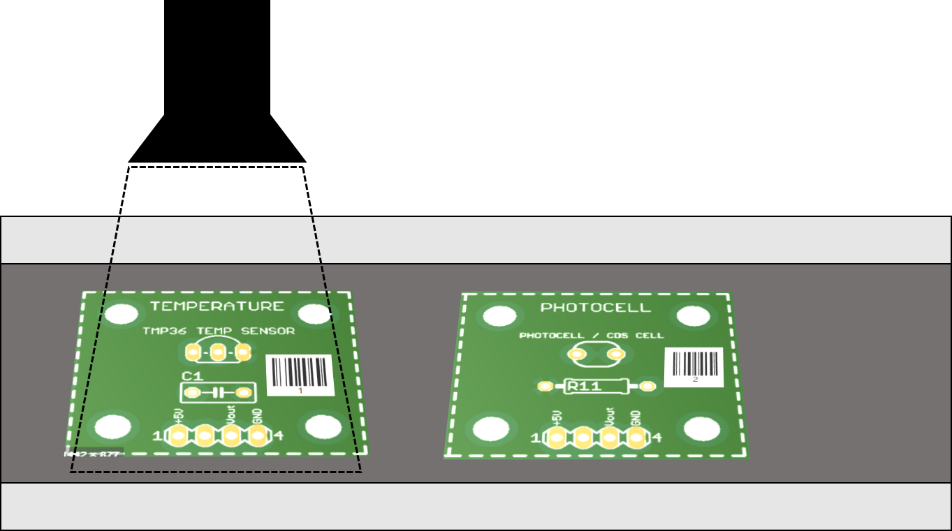 TEMPERATURE
TMP36 TEMP SENSOR
1
C1
+5V
Vout
GND
1
4
PHOTOCELL
PHOTOCELL / CDS CELL
2
R11
+5V
Vout
GND
1
4